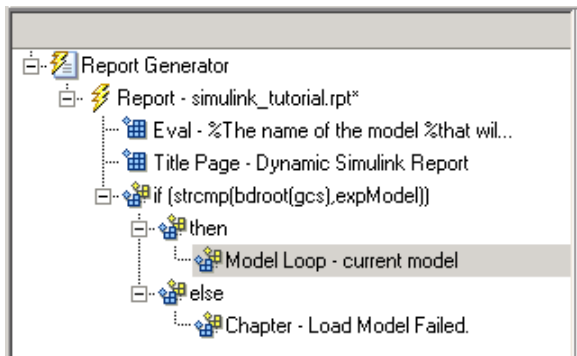 Report Generator
Report - simulink_tutorial.rpt*
Eval - %The name of the model %that wil...
Title Page - Dynamic Simulink Report
if (strcmp(bdroot(gcs),expModel))
then
Model Loop - current model
else
Chapter - Load Model Failed.